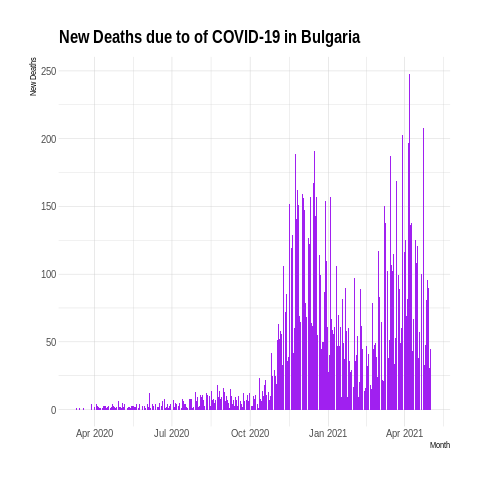 New Deaths due to of COVID-19 in Bulgaria
New Deaths
250
200
150
100
50
0
Apr 2020 Jul 2020 Oct 2020 Jan 2021 Apr 2021
Month